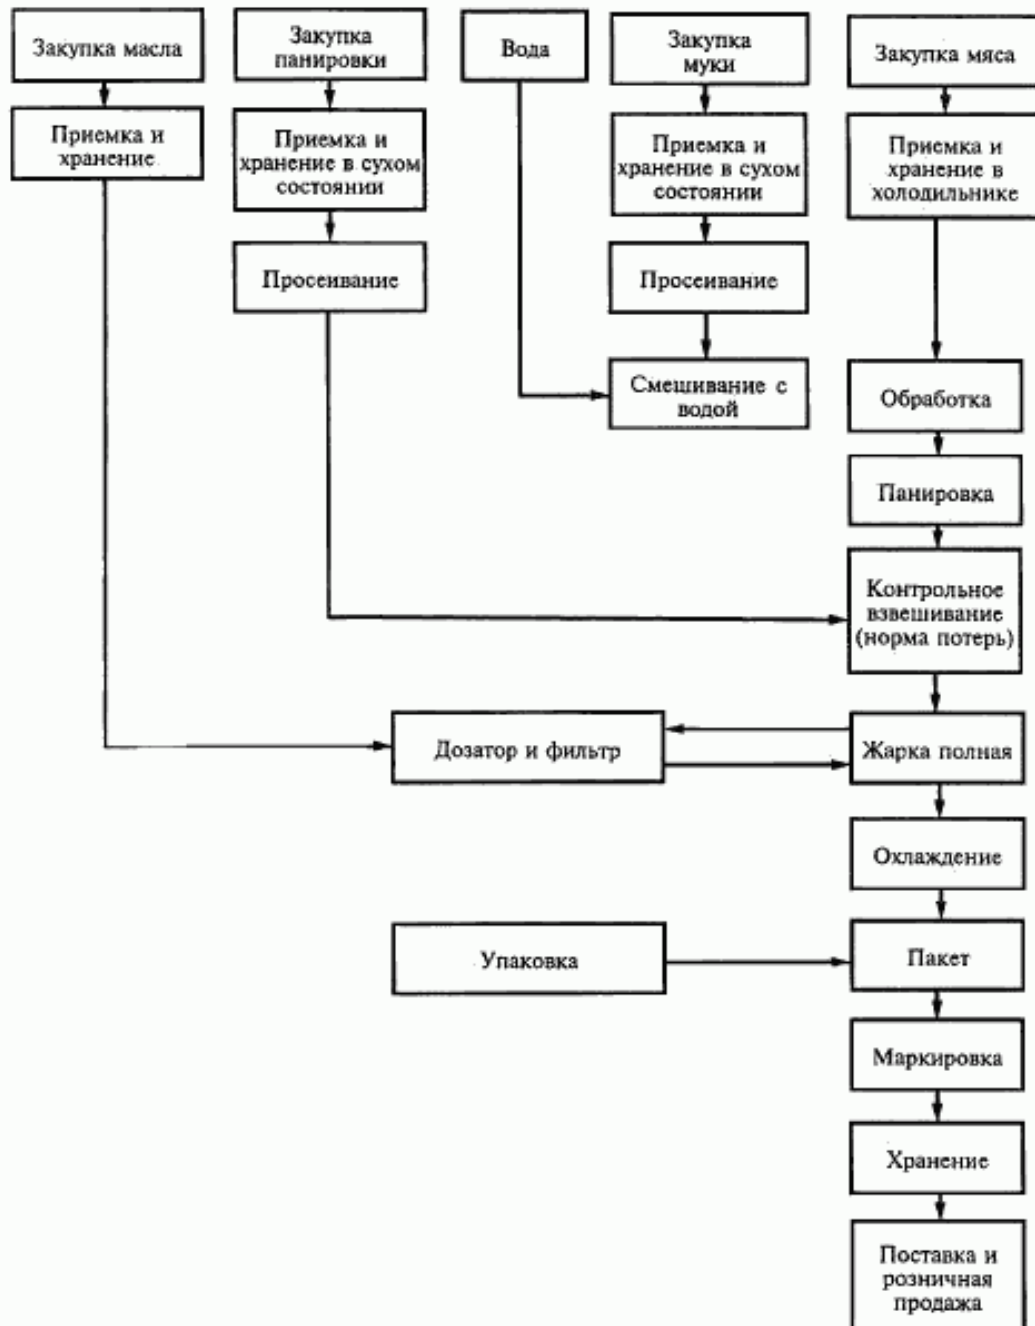 Закупка масла
Закупка
панировки
Вода
Закупка
муки
Закупка мяса
Приемка и
хранение
Приемка и
хранение в сухом
состоянии
Приемка и
хранение в сухом
состоянии
Приемка и
хранение в
холодильнике
Просеивание
Просеивание
Смешивание с
водой
Обработка
Панировка
Контрольное
взвешивание
(норма потерь)
Дозатор и фильтр
Жарка полная
Охлаждение
Упаковка
Пакет
Маркировка
Хранение
Поставка и
розничная
продажа